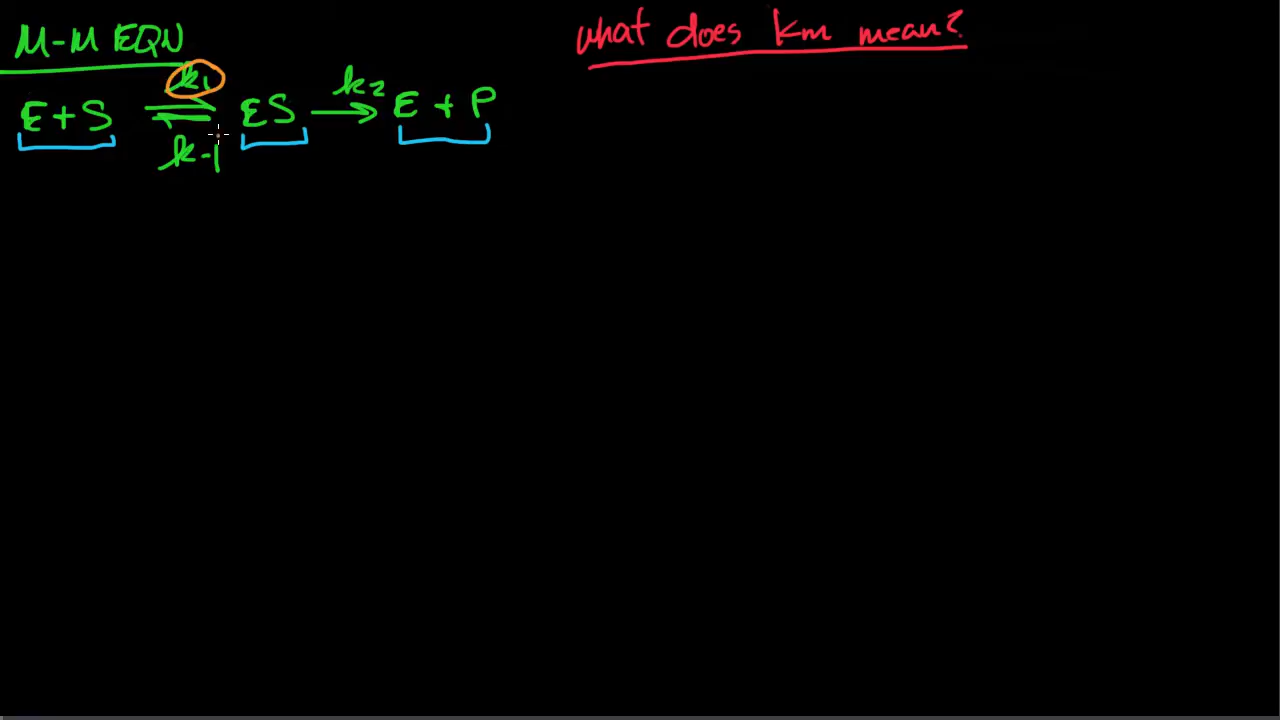 M-M EQN
what does km mean?
k1
k2
E+S ⇌ ES → E + P
k-1